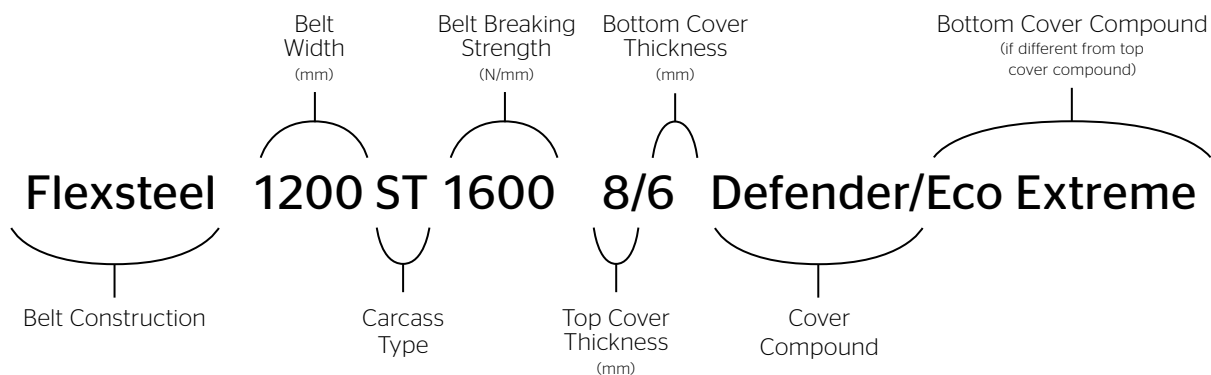 Belt
Width
(mm)
Belt Breaking
Strength
(N/mm)
Bottom Cover
Thickness
(mm)
Bottom Cover Compound
(if different from top
cover compound)
Flexsteel 1200 ST 1600 8/6 Defender/Eco Extreme
Belt Construction
Carcass
Type
Top Cover
Thickness
(mm)
Cover
Compound